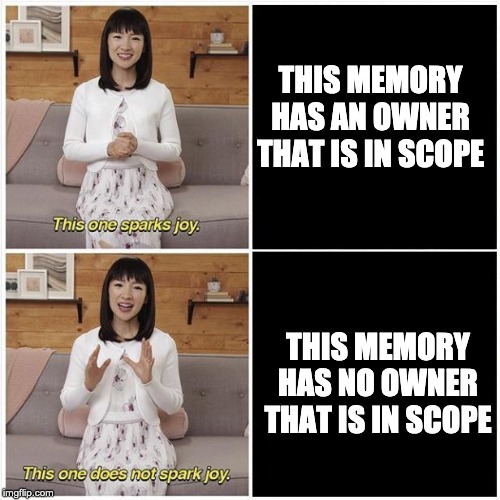 THIS MEMORY
HAS AN OWNER
THAT IS IN SCOPE
This one sparks joy.
THIS MEMORY
HAS NO OWNER
THAT IS IN SCOPE
This one does not spark joy.
imgflip.com